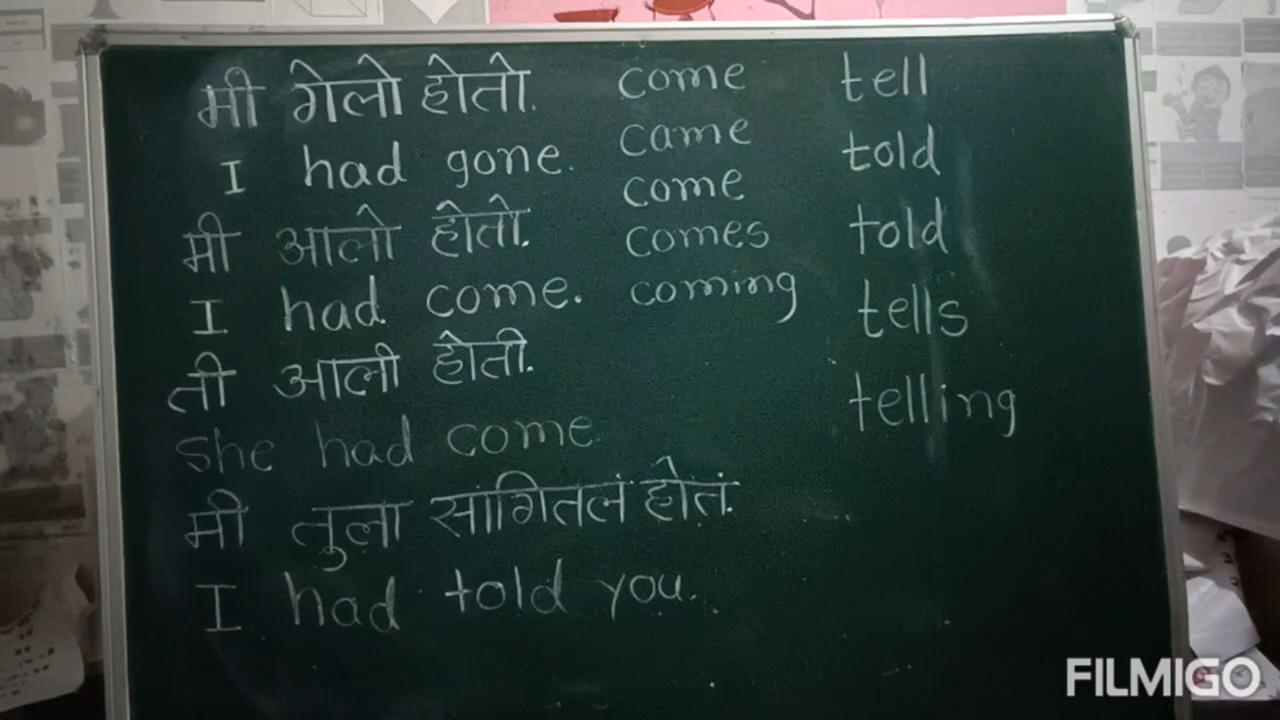 मी गेलो होतो.
I had gone.
मी आलो होतो.
I had come.
ती आली होती.
She had come.
मी तुला सांगितलं होतं.
I had told you.
come
came
come
comes
coming
tell
told
told
tells
telling
FILMIGO